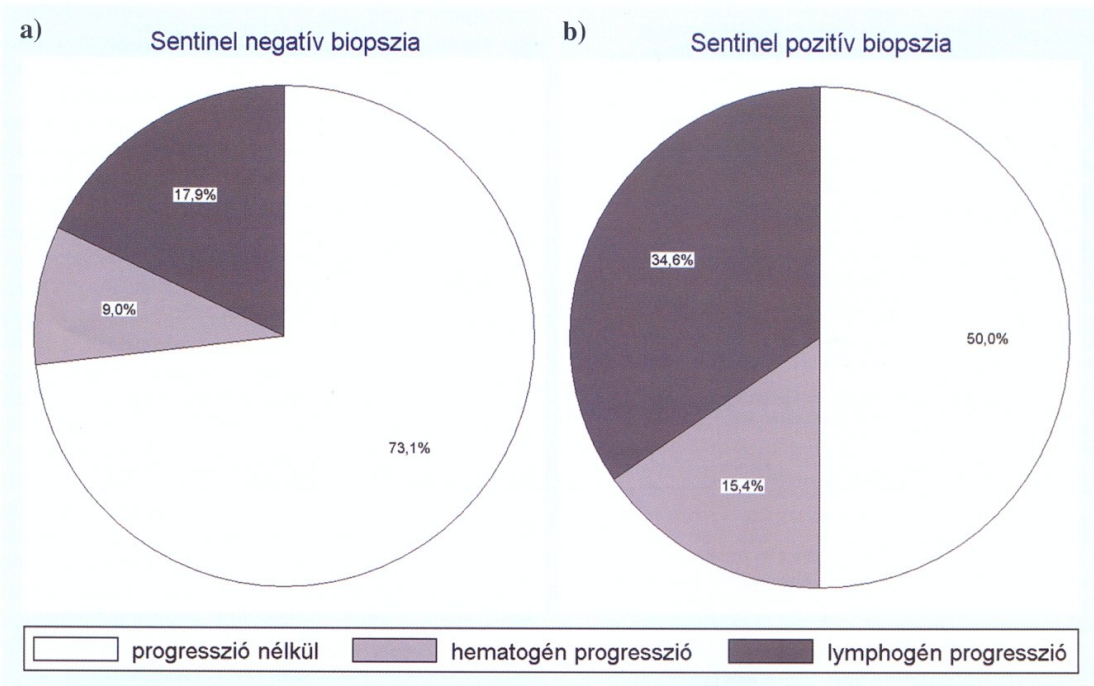 a)
Sentinel negatív biopszia
17,9%
9,0%
73,1%
b)
Sentinel pozitív biopszia
34,6%
50,0%
15,4%
progresszió nélkül
hematogén progresszió
lymphogén progresszió